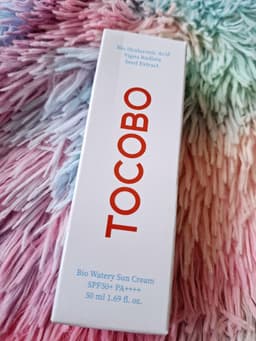 Bio Hyaluronic Acid
Vigna Radiata
Seed Extract
TOCOBO
Bio Watery Sun Cream
SPF50+ PA++++
50 ml 1.69 fl. oz.